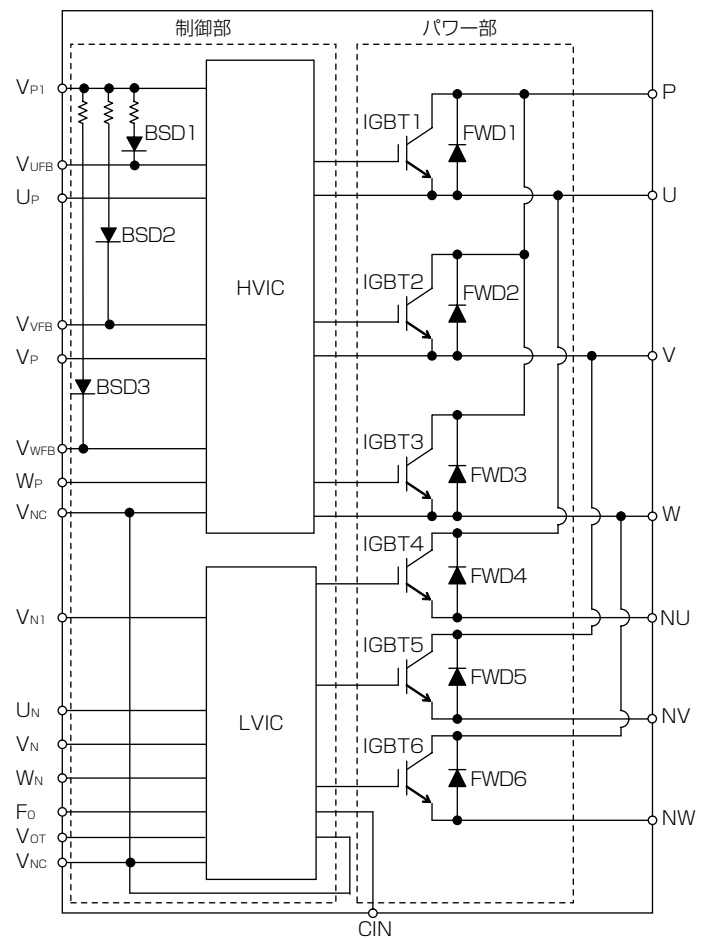 制御部
パワー部
VP1
P
IGBT1
FWD1
BSD1
VUFB
UP
U
BSD2
HVIC
IGBT2
FWD2
VVFB
VP
V
BSD3
IGBT3
VWFB
FWD3
WP
VNC
W
IGBT4
FWD4
VN1
NU
IGBT5
FWD5
UN
LVIC
NV
VN
IGBT6
WN
FWD6
FO
NW
VOT
VNC
CIN